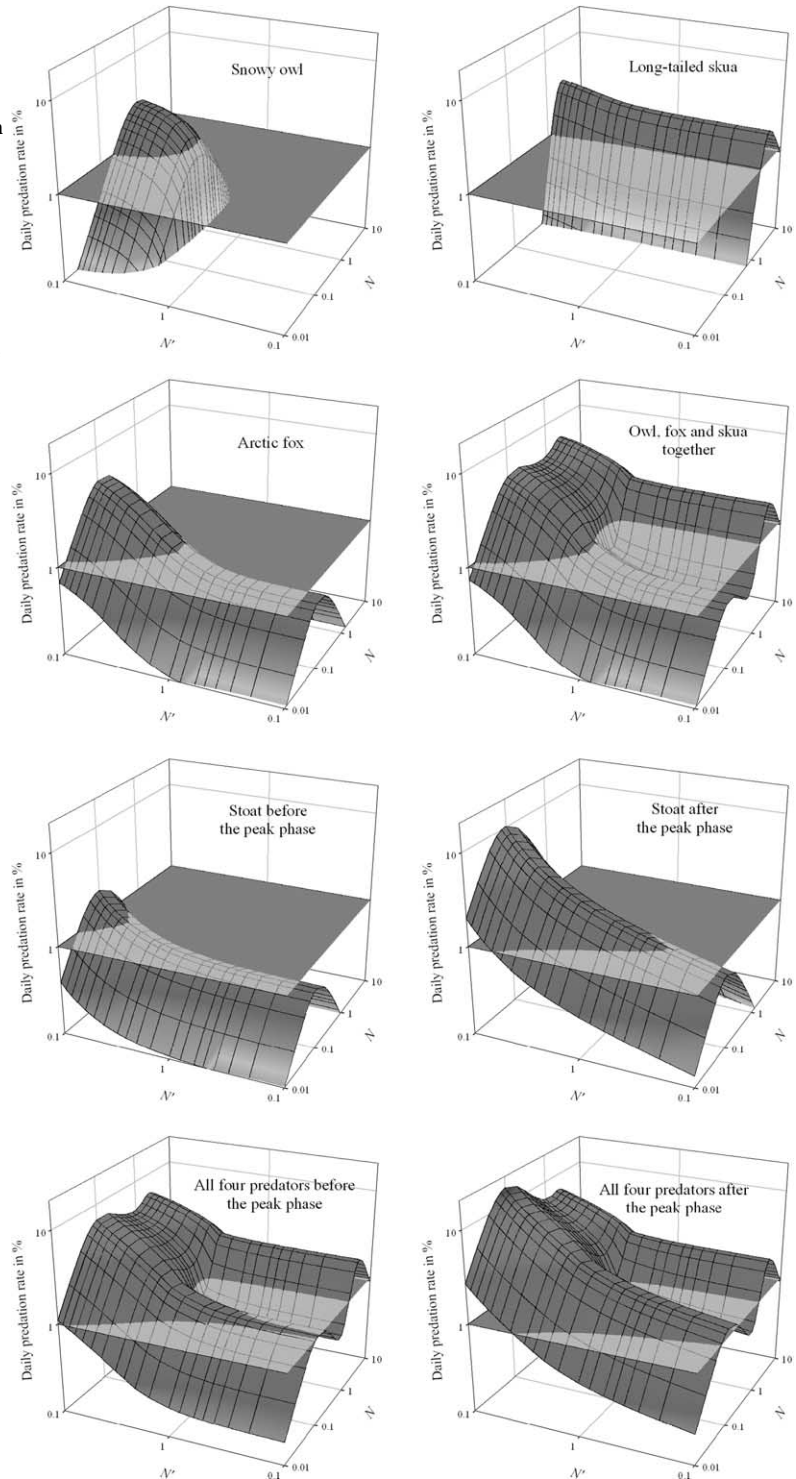 Snowy owl
Daily predation rate in %
10
1
0.1
1
0.1
N'
0.01
0.1
1
10
N
Long-tailed skua
Daily predation rate in %
10
1
0.1
1
0.1
N'
0.01
0.1
1
10
N
Arctic fox
Daily predation rate in %
10
1
0.1
1
0.1
N'
0.01
0.1
1
10
N
Owl, fox and skua
together
Daily predation rate in %
10
1
0.1
1
0.1
N'
0.01
0.1
1
10
N
Stoat before
the peak phase
Daily predation rate in %
10
1
0.1
1
0.1
N'
0.01
0.1
1
10
N
Stoat after
the peak phase
Daily predation rate in %
10
1
0.1
1
0.1
N'
0.01
0.1
1
10
N
All four predators before
the peak phase
Daily predation rate in %
10
1
0.1
1
0.1
N'
0.01
0.1
1
10
N
All four predators after
the peak phase
Daily predation rate in %
10
1
0.1
1
0.1
N'
0.01
0.1
1
10
N